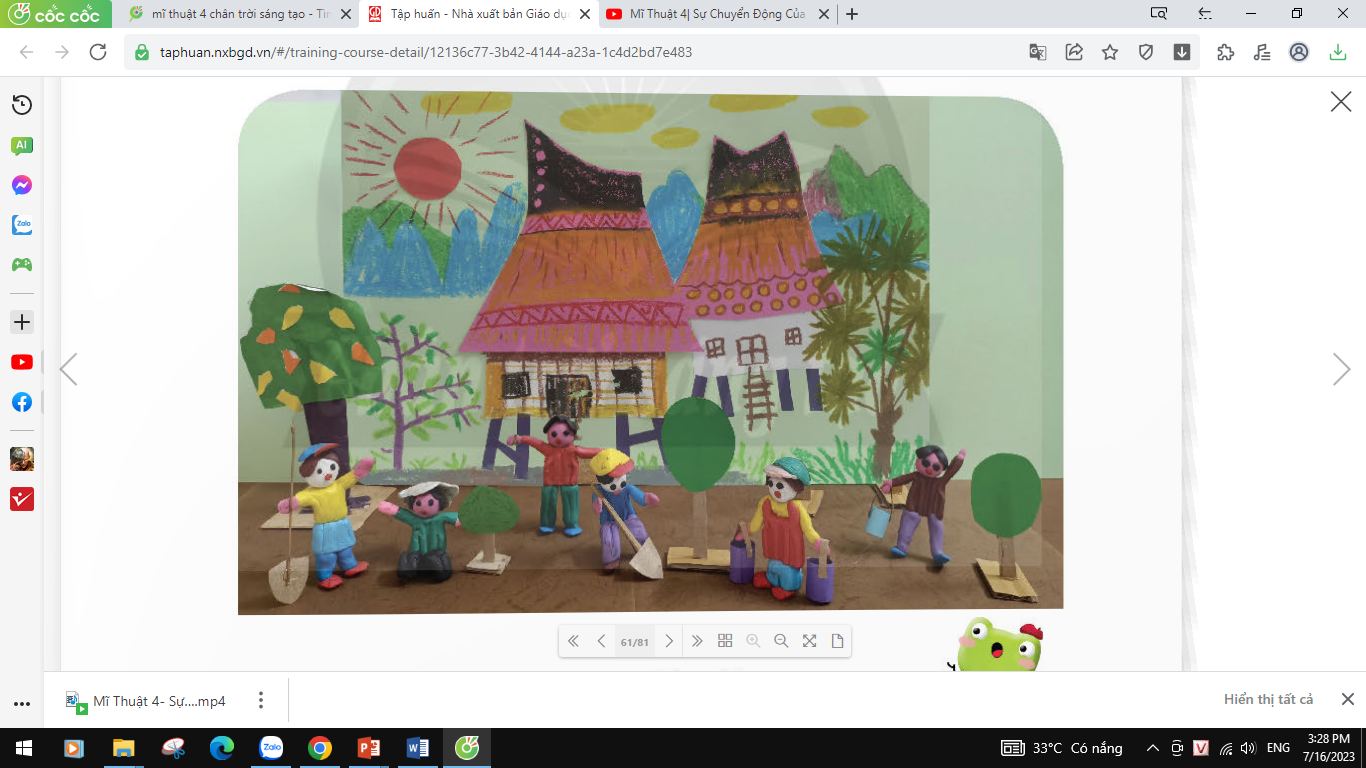 cốc cốc
mĩ thuật 4 chân trời sáng tạo - Tìr
Tập huấn - Nhà xuất bản Giáo dụ
Mĩ Thuật 4| Sự Chuyển Động Của
taphuan.nxbgd.vn/#/training-course-detail/12136c77-3b42-4144-a23a-1c4d2bd7e483
AI
Zalo
61/81
Mĩ Thuật 4- Sự....mp4
Hiển thị tất cả
Zalo
33°C Có nắng
V
ENG
3:28 PM
7/16/2023